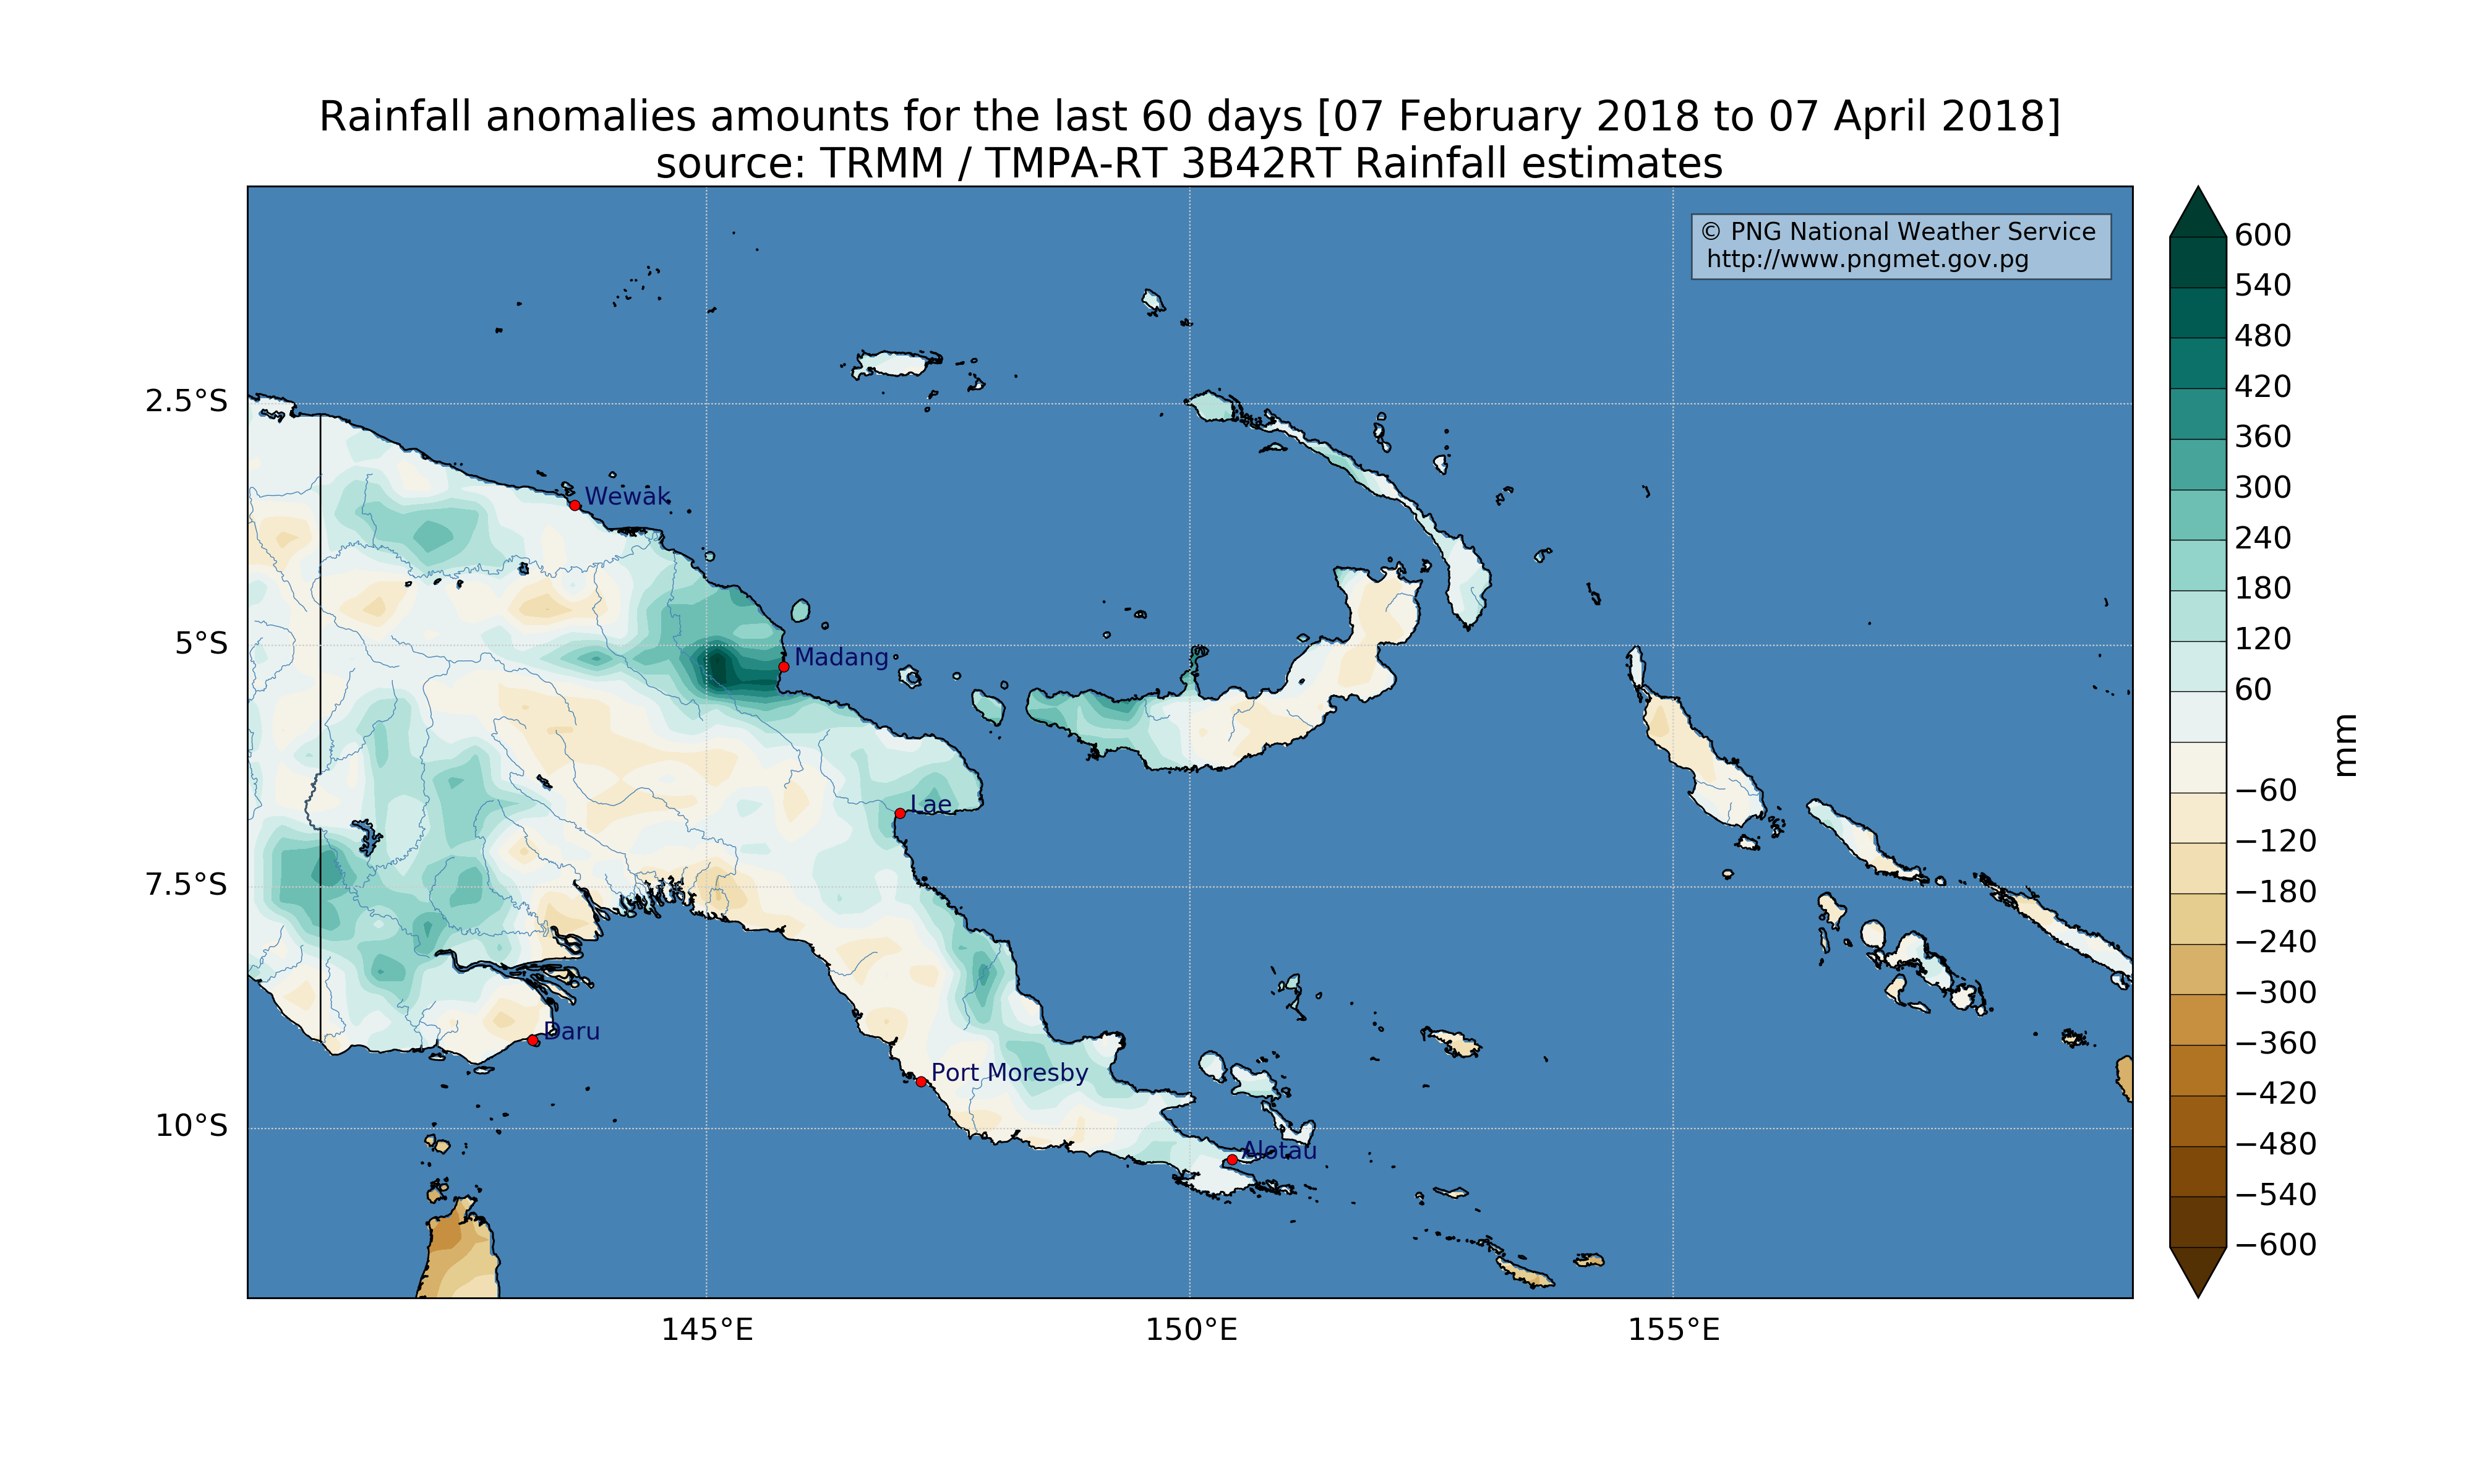 Rainfall anomalies amounts for the last 60 days [07 February 2018 to 07 April 2018]
source: TRMM / TMPA-RT 3B42RT Rainfall estimates
© PNG National Weather Service
http://www.pngmet.gov.pg
2.5°S
5°S
7.5°S
10°S
Wewak
Madang
Lae
Daru
Port Moresby
Alotau
145°E
150°E
155°E
600
540
480
420
360
300
240
180
120
60
−60
−120
−180
−240
−300
−360
−420
−480
−540
−600
mm